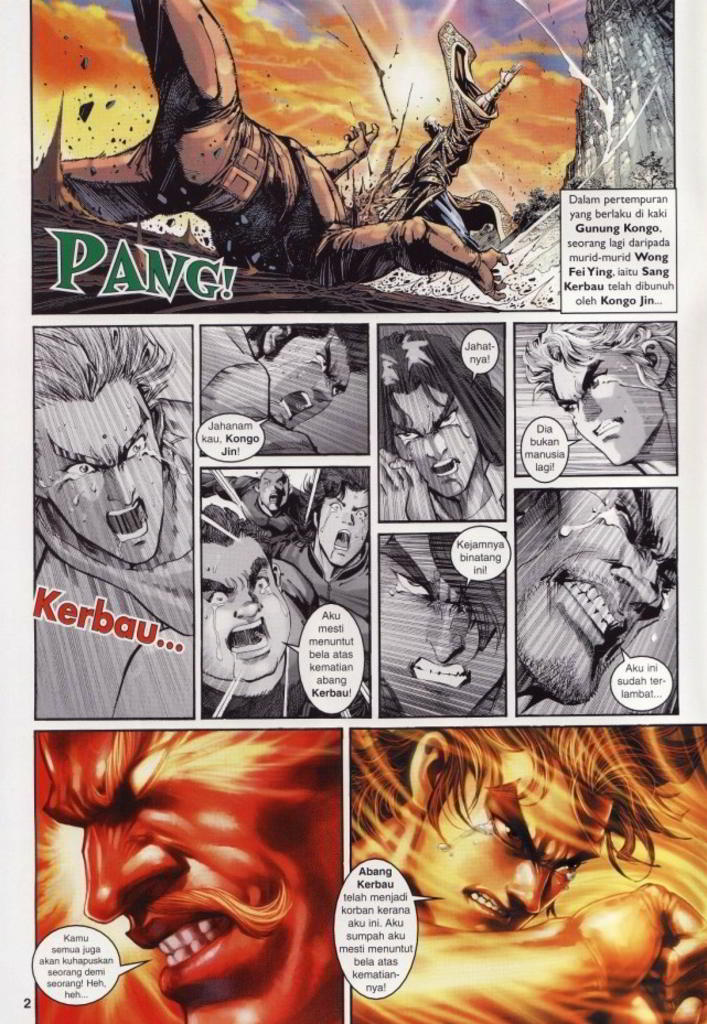 PANG!
Dalam pertempuran
yang berlaku di kaki
Gunung Kongo,
seorang lagi daripada
murid-murid Wong
Fei Ying, iaitu Sang
Kerbau telah dibunuh
oleh Kongo Jin...
Kerbau...
Jahanam
kau, Kongo
Jin!
Aku
mesti
menuntut
bela atas
kematian
abang
Kerbau!
Jahat-
nya!
Kejamnya
binatang
ini!
Dia
bukan
manusia
lagi!
Aku ini
sudah ter-
lambat...
Kamu
semua juga
akan kuhapuskan
seorang demi
seorang! Heh,
heh...
Abang
Kerbau
telah menjadi
korban kerana
aku ini. Aku
sumpah aku
mesti menuntut
bela atas
kematian-
nya!
2